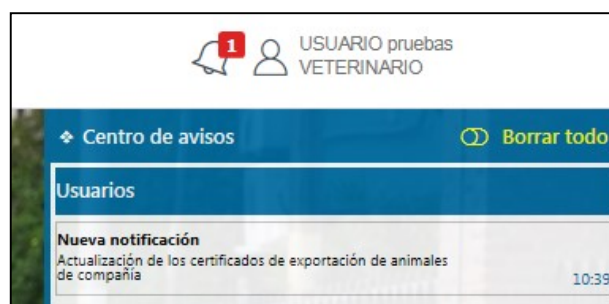 1
USUARIO pruebas
VETERINARIO
Centro de avisos
Borrar todo
Usuarios
Nueva notificación
Actualización de los certificados de exportación de animales
de compañía
10:39